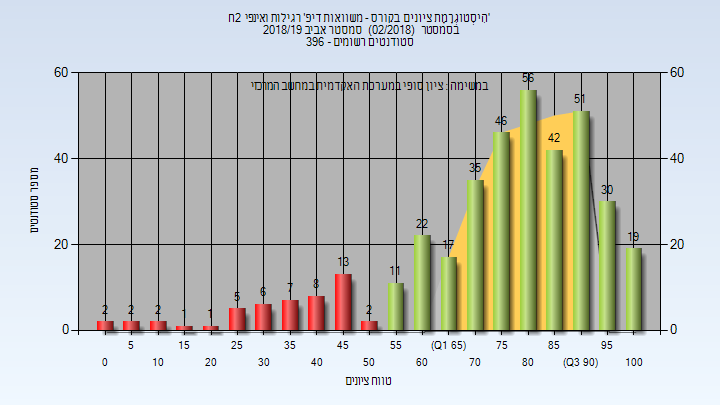 היסטוגרמת ציונים בקורס - משוואות דיפ' רגילות ואינפי 2ח'
בסמסטר (02/2018) סמסטר אביב 2018/19
סטודנטים רשומים - 396
במשימה: ציון סופי במערכת האקדמית במחשב המרכזי
מספר סטודנטים
60 60
40 40
20 20
0 0
2 2 2 1 1 5 6 7 8 13 2 11 22 17 35 46 56 42 51 30 19
5 15 25 35 45 55 (Q1 65) 75 85 95
0 10 20 30 40 50 60 70 80 (Q3 90) 100
טווח ציונים